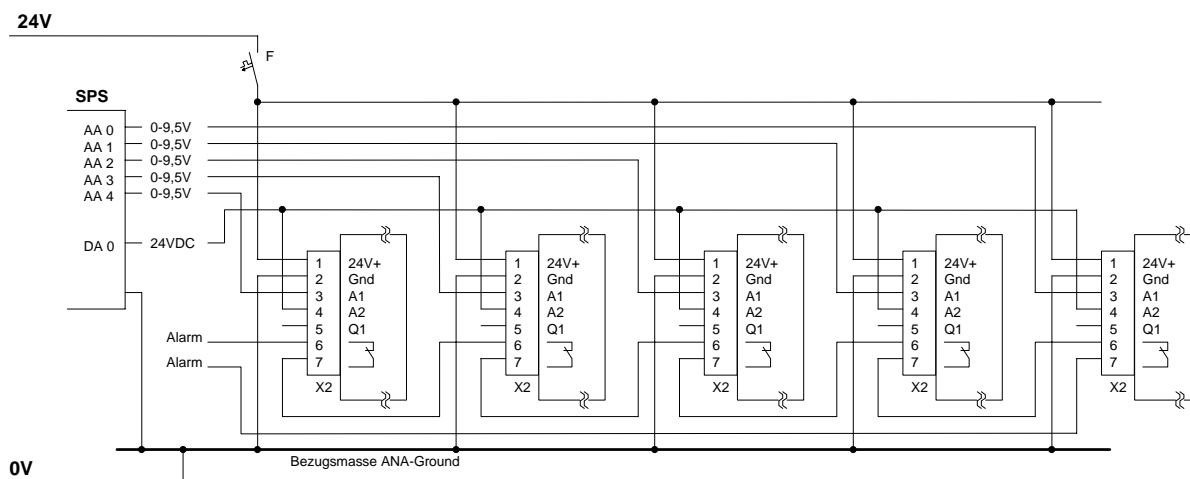 24V
F
SPS
AA 0 0-9,5V
AA 1 0-9,5V
AA 2 0-9,5V
AA 3 0-9,5V
AA 4 0-9,5V
DA 0 24VDC
1 24V+ 1 24V+ 1 24V+ 1 24V+ 1 24V+
2 Gnd 2 Gnd 2 Gnd 2 Gnd 2 Gnd
3 A1 3 A1 3 A1 3 A1 3 A1
4 A2 4 A2 4 A2 4 A2 4 A2
5 Q1 5 Q1 5 Q1 5 Q1 5 Q1
Alarm 6 6 6 6 6
Alarm 7 7 7 7 7
X2 X2 X2 X2 X2
Bezugsmasse ANA-Ground
0V